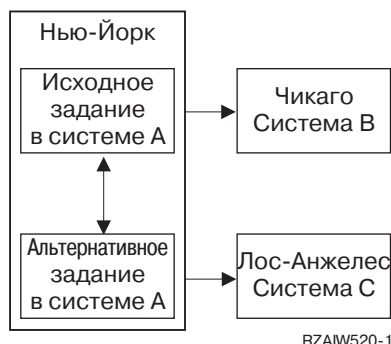 Нью-Йорк
Исходное
задание
в системе A
Чикаго
Система B
Альтернативное
задание
в системе A
Лос-Анжелес
Система C
RZAIW520-1